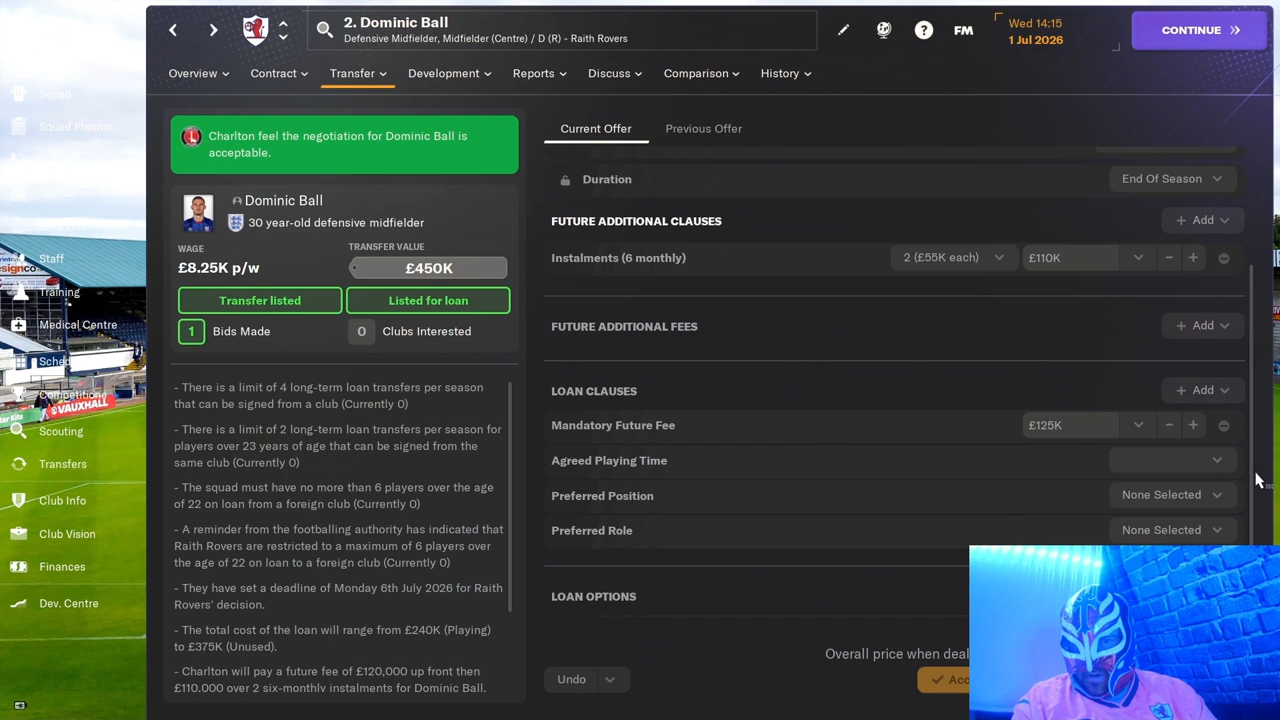 2. Dominic Ball
Defensive Midfielder, Midfielder (Centre) / D (R) - Raith Rovers
FM
Wed 14:15
1 Jul 2026
CONTINUE
Overview
Contract
Transfer
Development
Reports
Discuss
Comparison
History
Squad
Squad Planner
Staff
Training
Medical Centre
Sched
Competitions
VAUXHALL
Scouting
Transfers
Club Info
Club Vision
Finances
Dev. Centre
Charlton feel the negotiation for Dominic Ball is
acceptable.
Dominic Ball
30 year-old defensive midfielder
WAGE
£8.25K p/w
TRANSFER VALUE
£450K
Transfer listed
Listed for loan
1 Bids Made
0 Clubs Interested
- There is a limit of 4 long-term loan transfers per season
that can be signed from a club (Currently 0)
- There is a limit of 2 long-term loan transfers per season for
players over 23 years of age that can be signed from the
same club (Currently 0)
- The squad must have no more than 6 players over the age
of 22 on loan from a foreign club (Currently 0)
- A reminder from the footballing authority has indicated that
Raith Rovers are restricted to a maximum of 6 players over
the age of 22 on loan to a foreign club (Currently 0)
- They have set a deadline of Monday 6th July 2026 for Raith
Rovers' decision.
- The total cost of the loan will range from £240K (Playing)
to £375K (Unused).
- Charlton will pay a future fee of £120,000 up front then
£110.000 over 2 six-monthly instalments for Dominic Ball.
Current Offer
Previous Offer
Duration
End Of Season
FUTURE ADDITIONAL CLAUSES
+ Add
Instalments (6 monthly)
2 (£55K each)
£110K
FUTURE ADDITIONAL FEES
+ Add
LOAN CLAUSES
+ Add
Mandatory Future Fee
£125K
Agreed Playing Time
Preferred Position
None Selected
Preferred Role
None Selected
LOAN OPTIONS
Overall price when deal
Undo
Acc